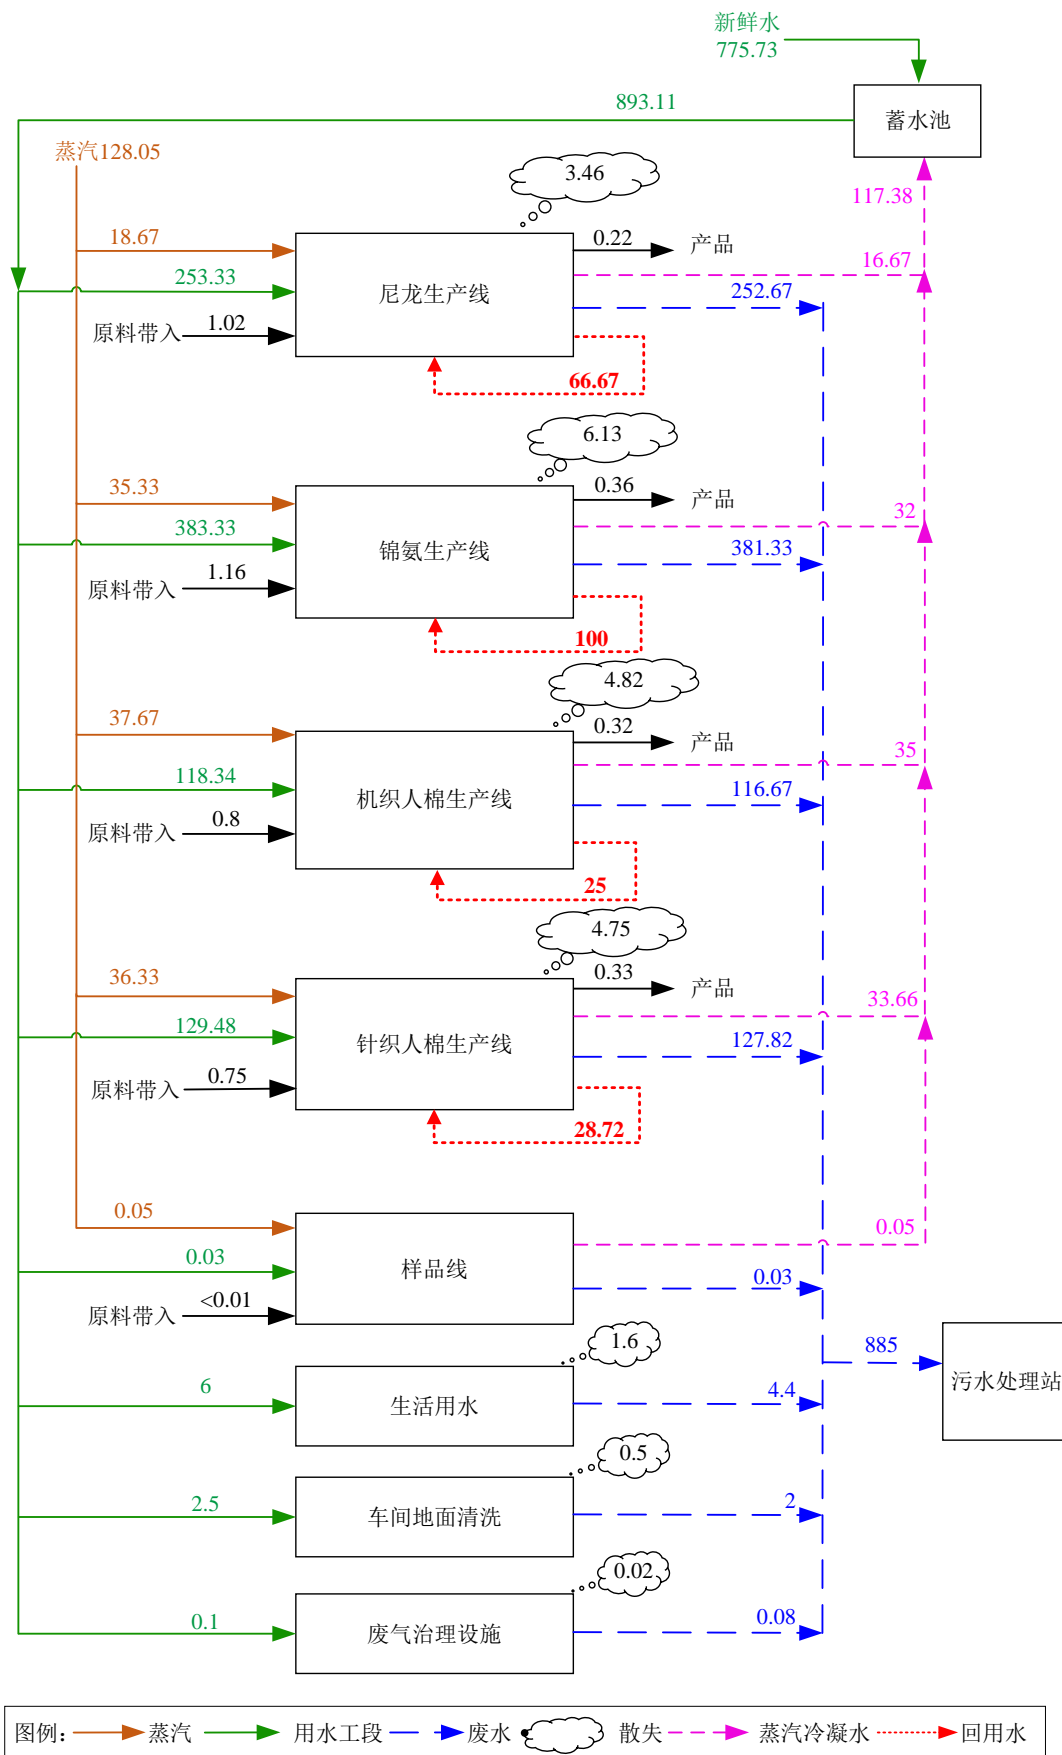 新鲜水
775.73
893.11
蓄水池
蒸汽128.05
3.46
117.38
18.67
0.22
产品
16.67
253.33
尼龙生产线
252.67
原料带入
1.02
66.67
6.13
35.33
0.36
产品
32
383.33
锦氨生产线
381.33
原料带入
1.16
100
4.82
37.67
0.32
产品
35
118.34
机织人棉生产线
116.67
原料带入
0.8
25
4.75
36.33
0.33
产品
33.66
129.48
针织人棉生产线
127.82
原料带入
0.75
28.72
0.05
0.05
0.03
样品线
0.03
原料带入
<0.01
1.6
885
污水处理站
6
生活用水
4.4
0.5
2.5
车间地面清洗
2
0.02
0.1
废气治理设施
0.08
图例： 蒸汽 用水工段 废水 散失 蒸汽冷凝水 回用水